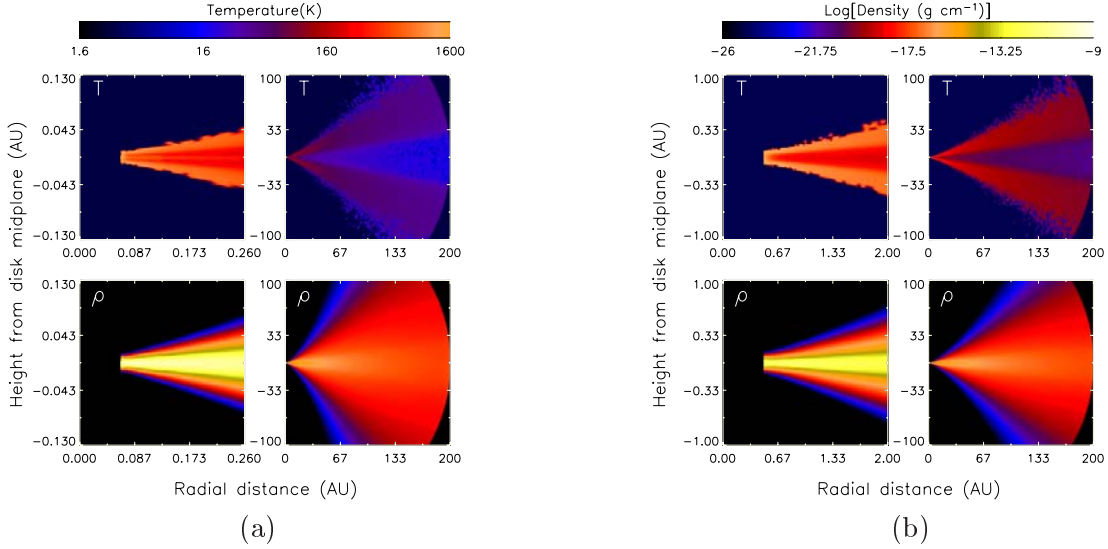 Temperature(K)
1.6 16 160 1600
Log[Density (g cm⁻¹)]
−26 −21.75 −17.5 −13.25 −9
Height from disk midplane (AU)
T
0.130
0.043
−0.043
−0.130
0.000 0.087 0.173 0.260
T
100
33
−33
−100
0 67 133 200
ρ
0.130
0.043
−0.043
−0.130
0.000 0.087 0.173 0.260
ρ
100
33
−33
−100
0 67 133 200
Radial distance (AU)
(a)
Height from disk midplane (AU)
T
1.00
0.33
−0.33
−1.00
0.00 0.67 1.33 2.00
T
100
33
−33
−100
0 67 133 200
ρ
1.00
0.33
−0.33
−1.00
0.00 0.67 1.33 2.00
ρ
100
33
−33
−100
0 67 133 200
Radial distance (AU)
(b)